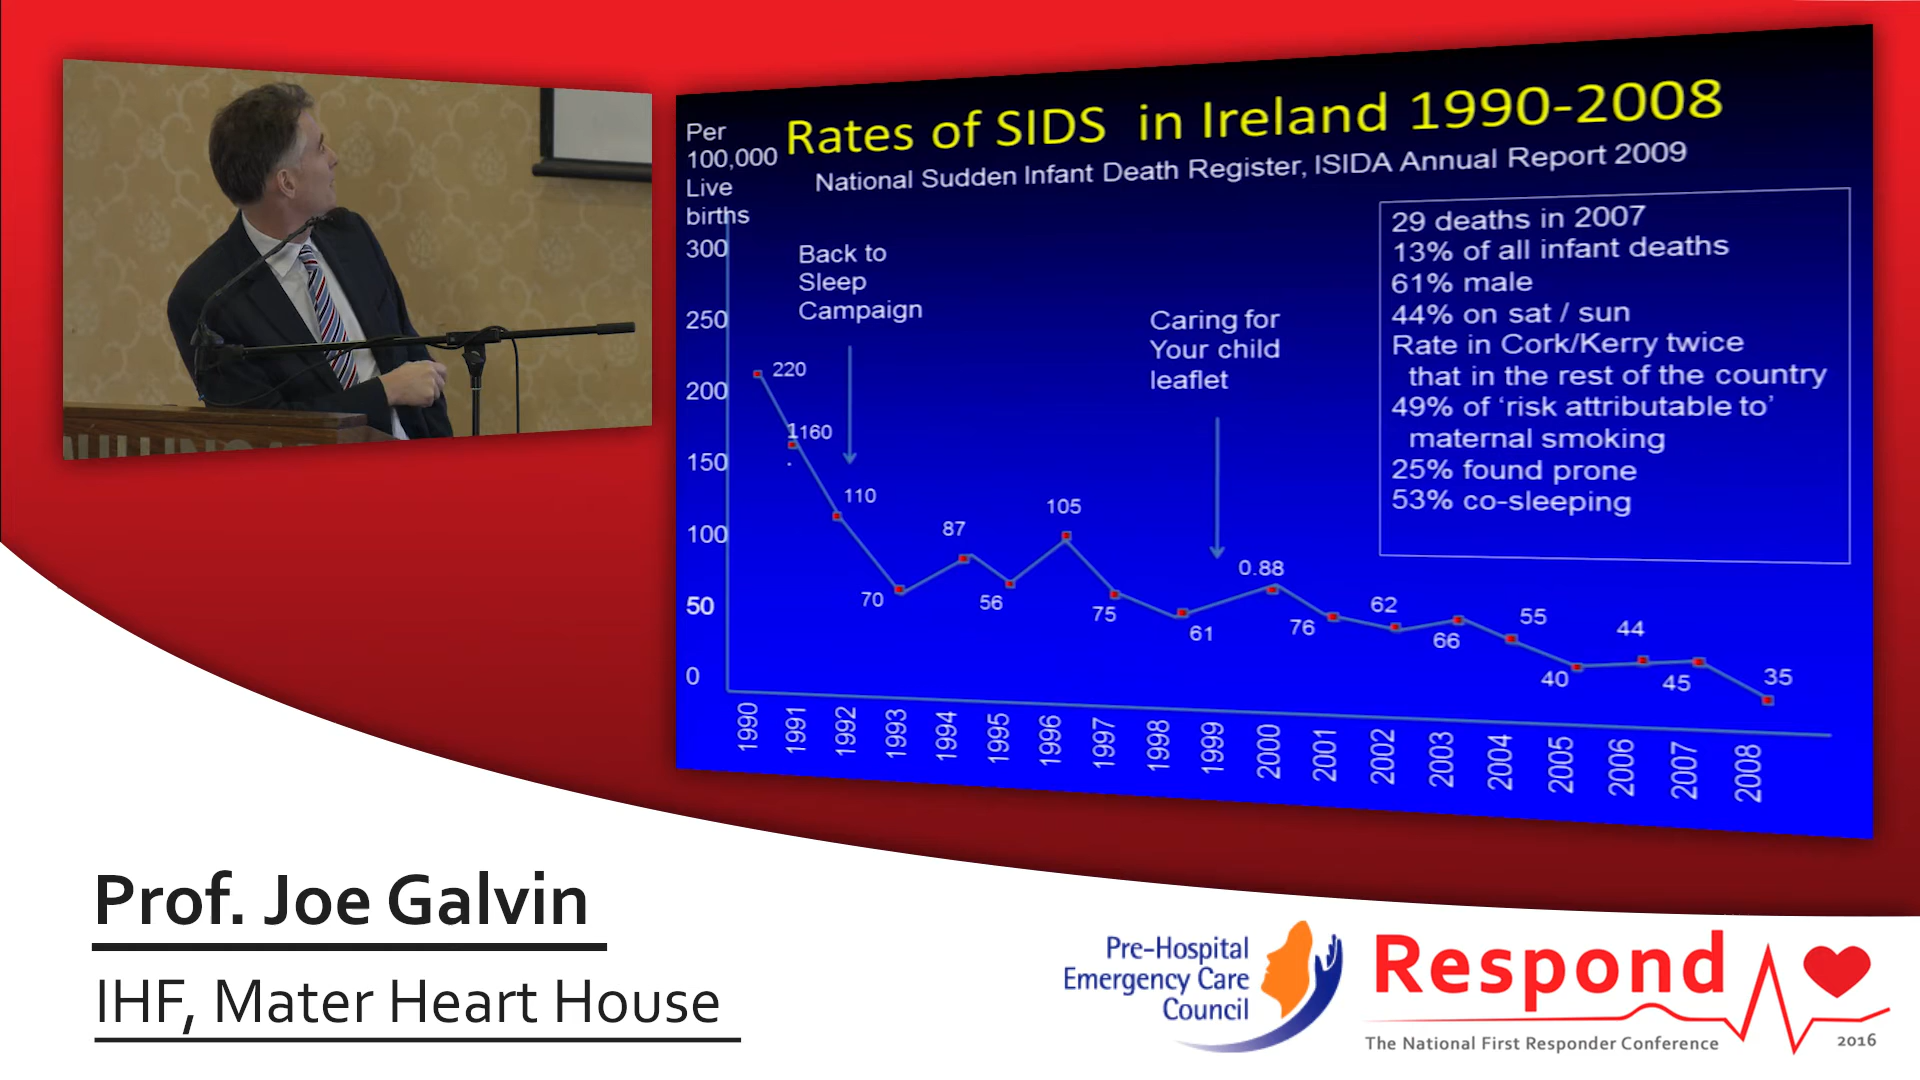 Per
100,000
Live
births
Rates of SIDS in Ireland 1990-2008
National Sudden Infant Death Register, ISIDA Annual Report 2009
300
250
200
150
100
50
0
Back to
Sleep
Campaign
Caring for
Your child
leaflet
29 deaths in 2007
13% of all infant deaths
61% male
44% on sat / sun
Rate in Cork/Kerry twice
that in the rest of the country
49% of ‘risk attributable to’
maternal smoking
25% found prone
53% co-sleeping
220
1160
110
70
87
56
105
75
61
0.88
76
62
66
55
40
44
45
35
1990
1991
1992
1993
1994
1995
1996
1997
1998
1999
2000
2001
2002
2003
2004
2005
2006
2007
2008
Prof. Joe Galvin
IHF, Mater Heart House
Pre-Hospital
Emergency Care
Council
Respond
The National First Responder Conference
2016